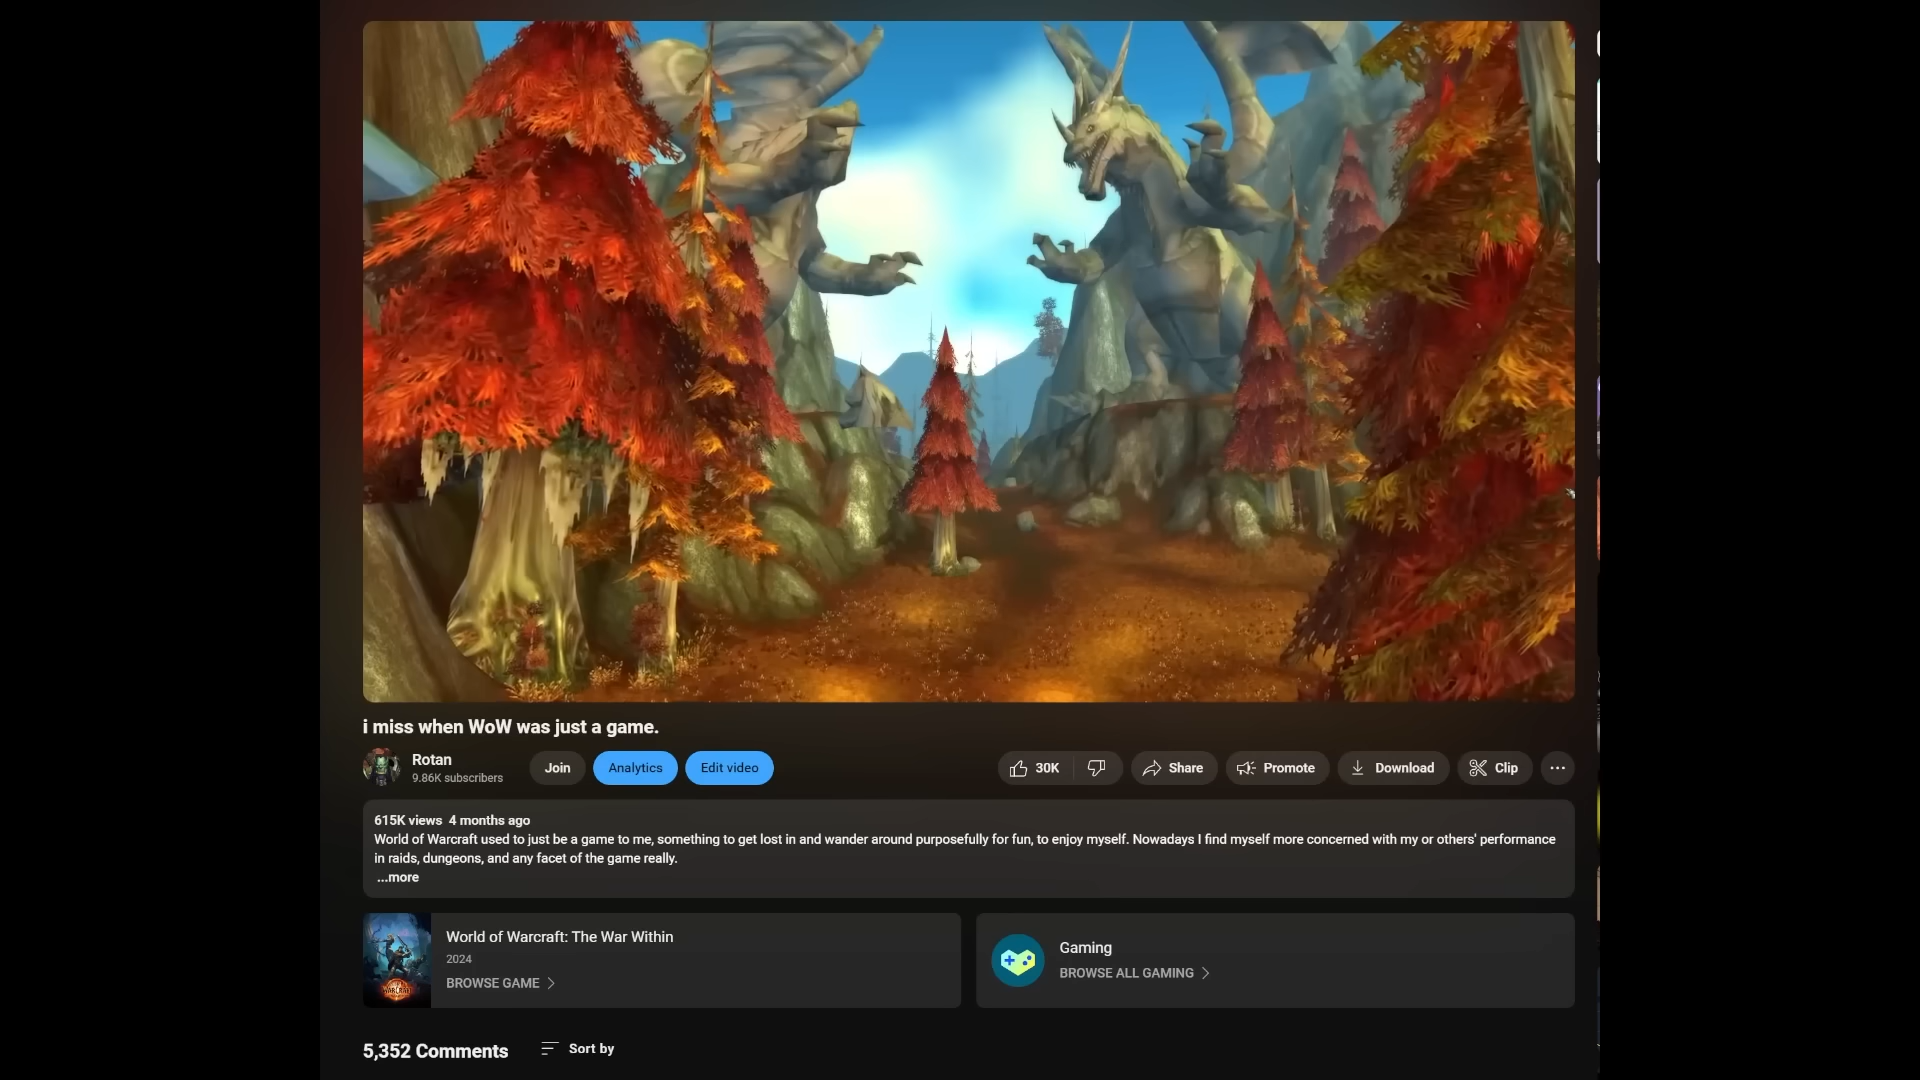 i miss when WoW was just a game.
Rotan
9.86K subscribers
Join
Analytics
Edit video
30K
Share
Promote
Download
Clip
615K views 4 months ago
World of Warcraft used to just be a game to me, something to get lost in and wander around purposefully for fun, to enjoy myself. Nowadays I find myself more concerned with my or others' performance
in raids, dungeons, and any facet of the game really.
...more
World of Warcraft: The War Within
2024
BROWSE GAME
Gaming
BROWSE ALL GAMING
5,352 Comments
Sort by